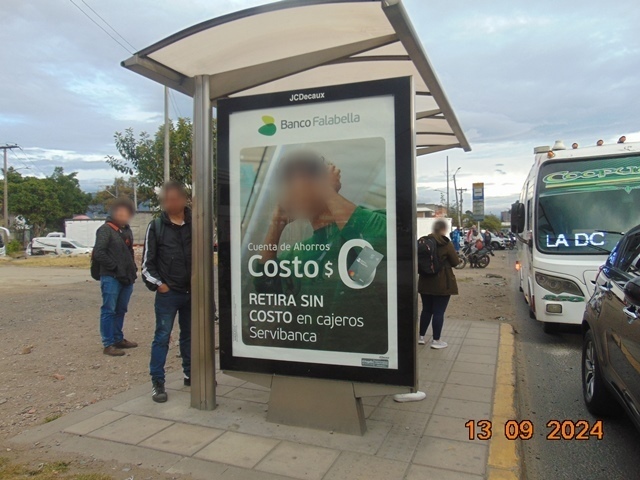 JCDecaux
Banco Falabella
Cuenta de Ahorros
Costo $ 0
RETIRA SIN
COSTO en cajeros
Servibanca
LA DC
13 09 2024